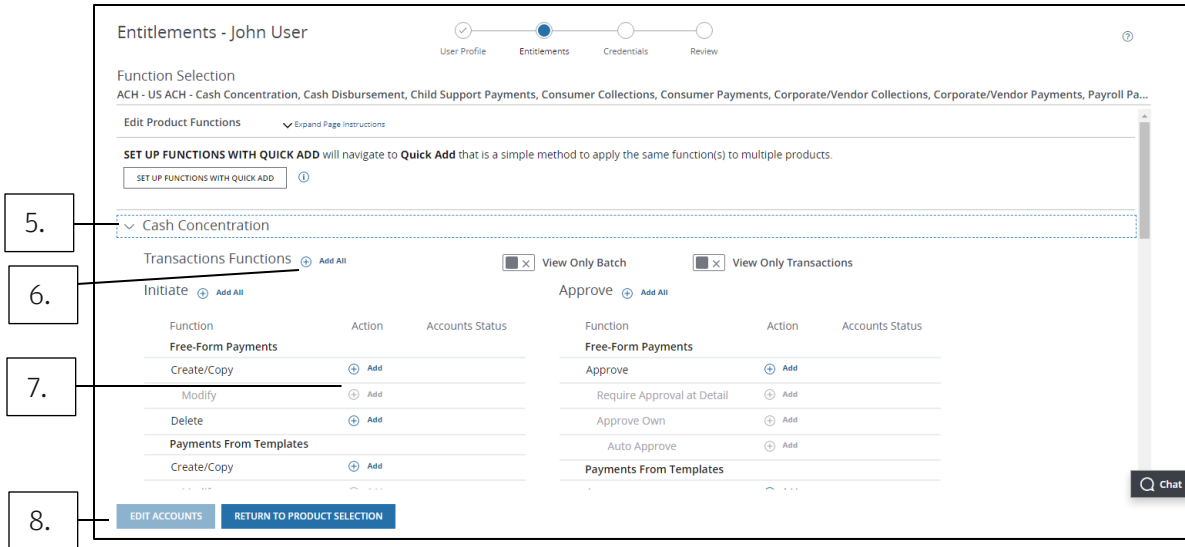 Entitlements - John User
User Profile Entitlements Credentials Review
Function Selection
ACH - US ACH - Cash Concentration, Cash Disbursement, Child Support Payments, Consumer Collections, Consumer Payments, Corporate/Vendor Collections, Corporate/Vendor Payments, Payroll Pa...
Edit Product Functions Expand Page Instructions
SET UP FUNCTIONS WITH QUICK ADD will navigate to Quick Add that is a simple method to apply the same function(s) to multiple products.
SET UP FUNCTIONS WITH QUICK ADD
5. Cash Concentration
Transactions Functions Add All View Only Batch View Only Transactions
6.
Initiate Add All Approve Add All
Function Action Accounts Status Function Action Accounts Status
Free-Form Payments Free-Form Payments
Create/Copy Add Approve Add
7.
Modify Add Require Approval at Detail Add
Delete Add Approve Own Add
Payments From Templates Auto Approve Add
Create/Copy Add Payments From Templates
Chat
8. EDIT ACCOUNTS RETURN TO PRODUCT SELECTION